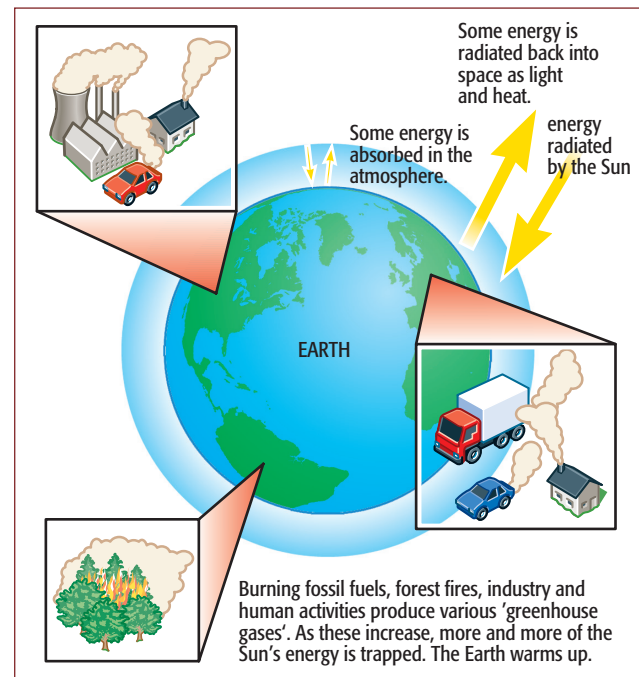 Some energy is
radiated back into
space as light
and heat.
energy
radiated
by the Sun
Some energy is
absorbed in the
atmosphere.
EARTH
Burning fossil fuels, forest fires, industry and
human activities produce various 'greenhouse
gases‘. As these increase, more and more of the
Sun's energy is trapped. The Earth warms up.